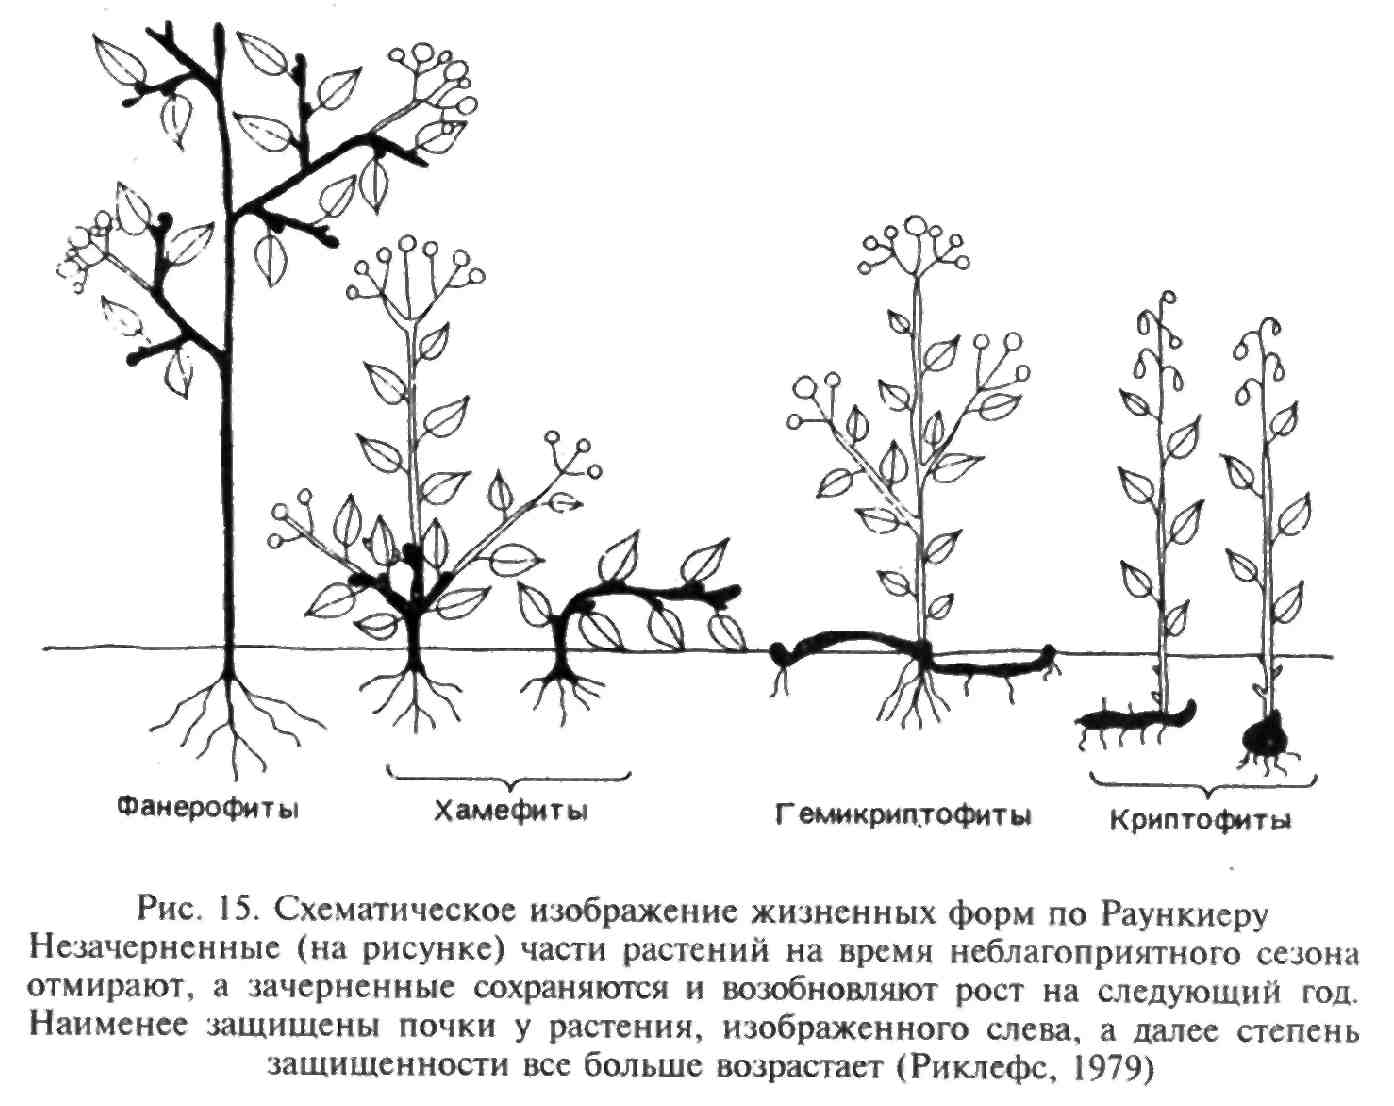 Фанерофиты
Хамефиты
Гемикриптофиты
Криптофиты
Рис. 15. Схематическое изображение жизненных форм по Раункиеру
Незачерненные (на рисунке) части растений на время неблагоприятного сезона
отмирают, а зачерненные сохраняются и возобновляют рост на следующий год.
Наименее защищены почки у растения, изображенного слева, а далее степень
защищенности все больше возрастает (Риклефс, 1979)